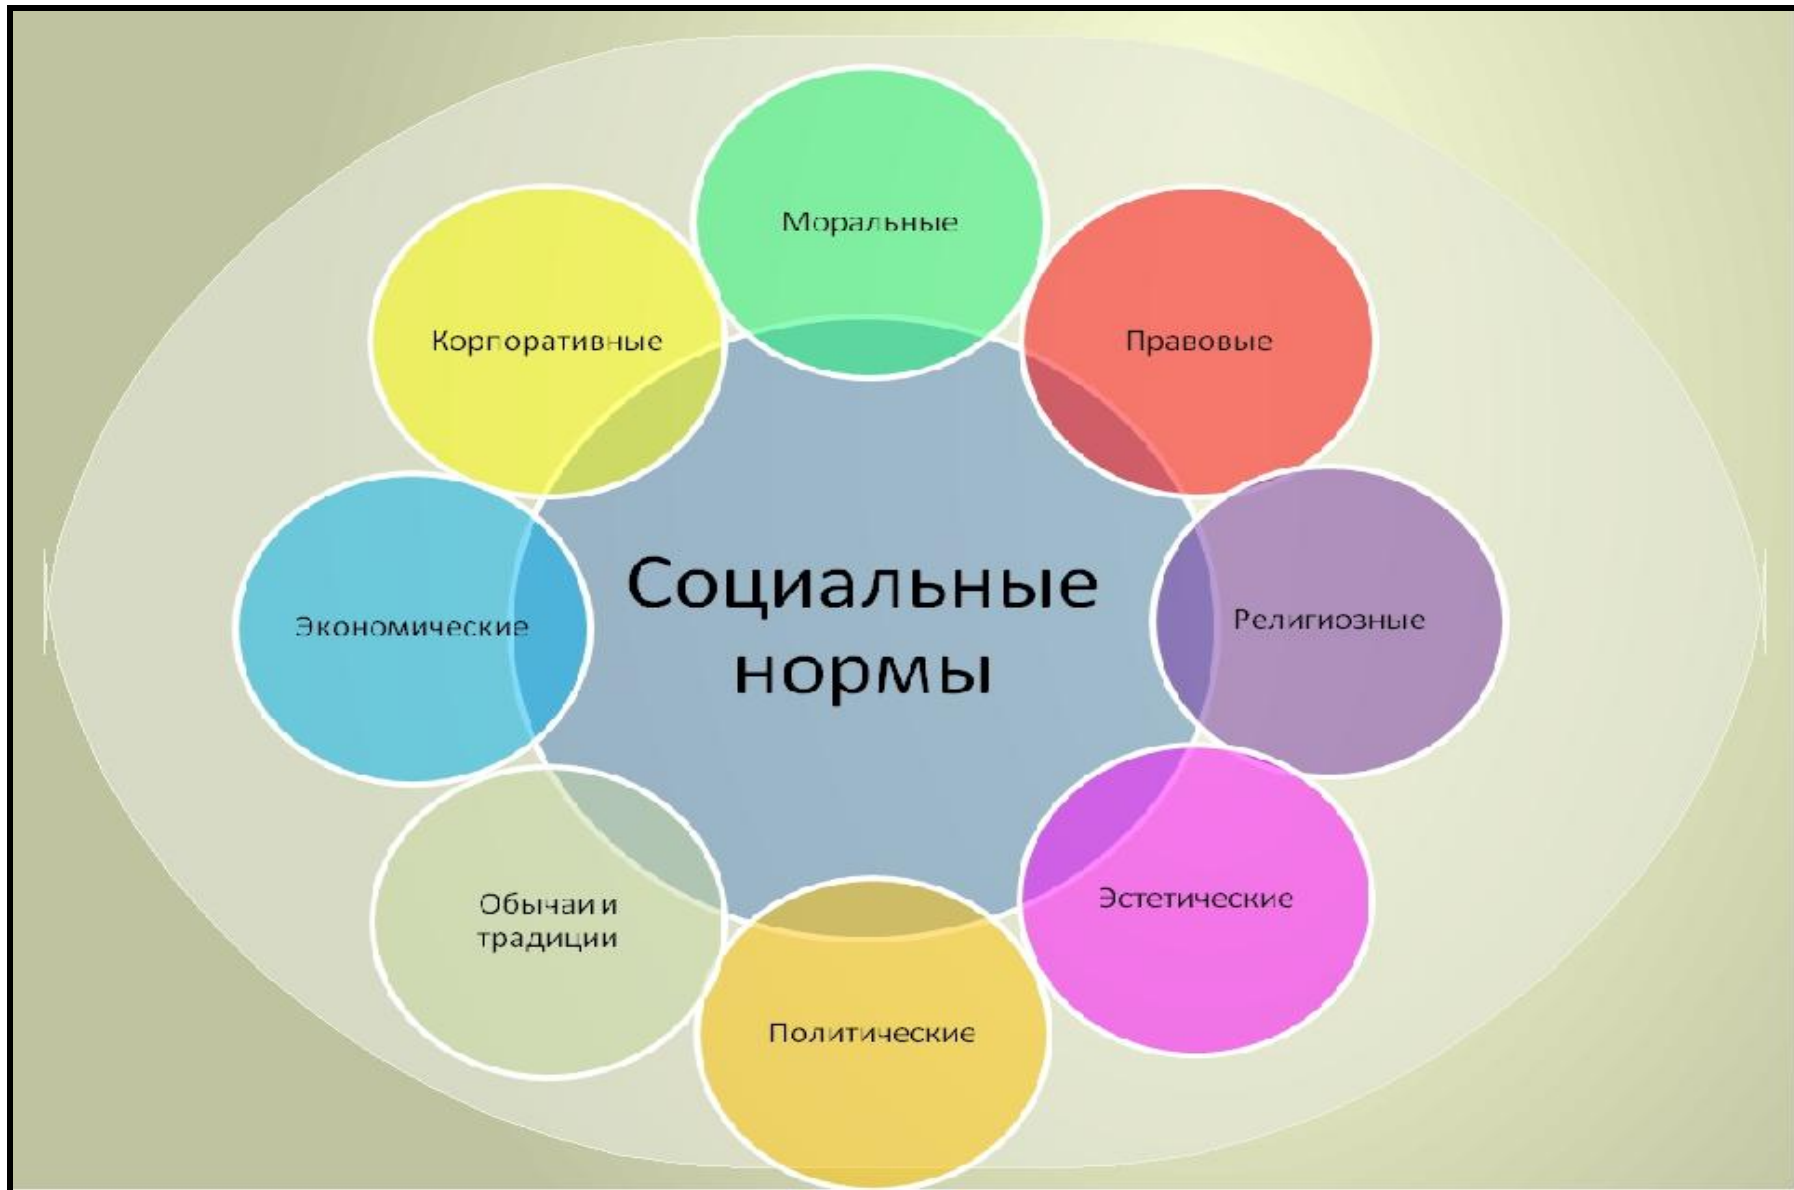 Моральные
Корпоративные
Правовые
Социальные
нормы
Экономические
Религиозные
Обычаи и
традиции
Эстетические
Политические